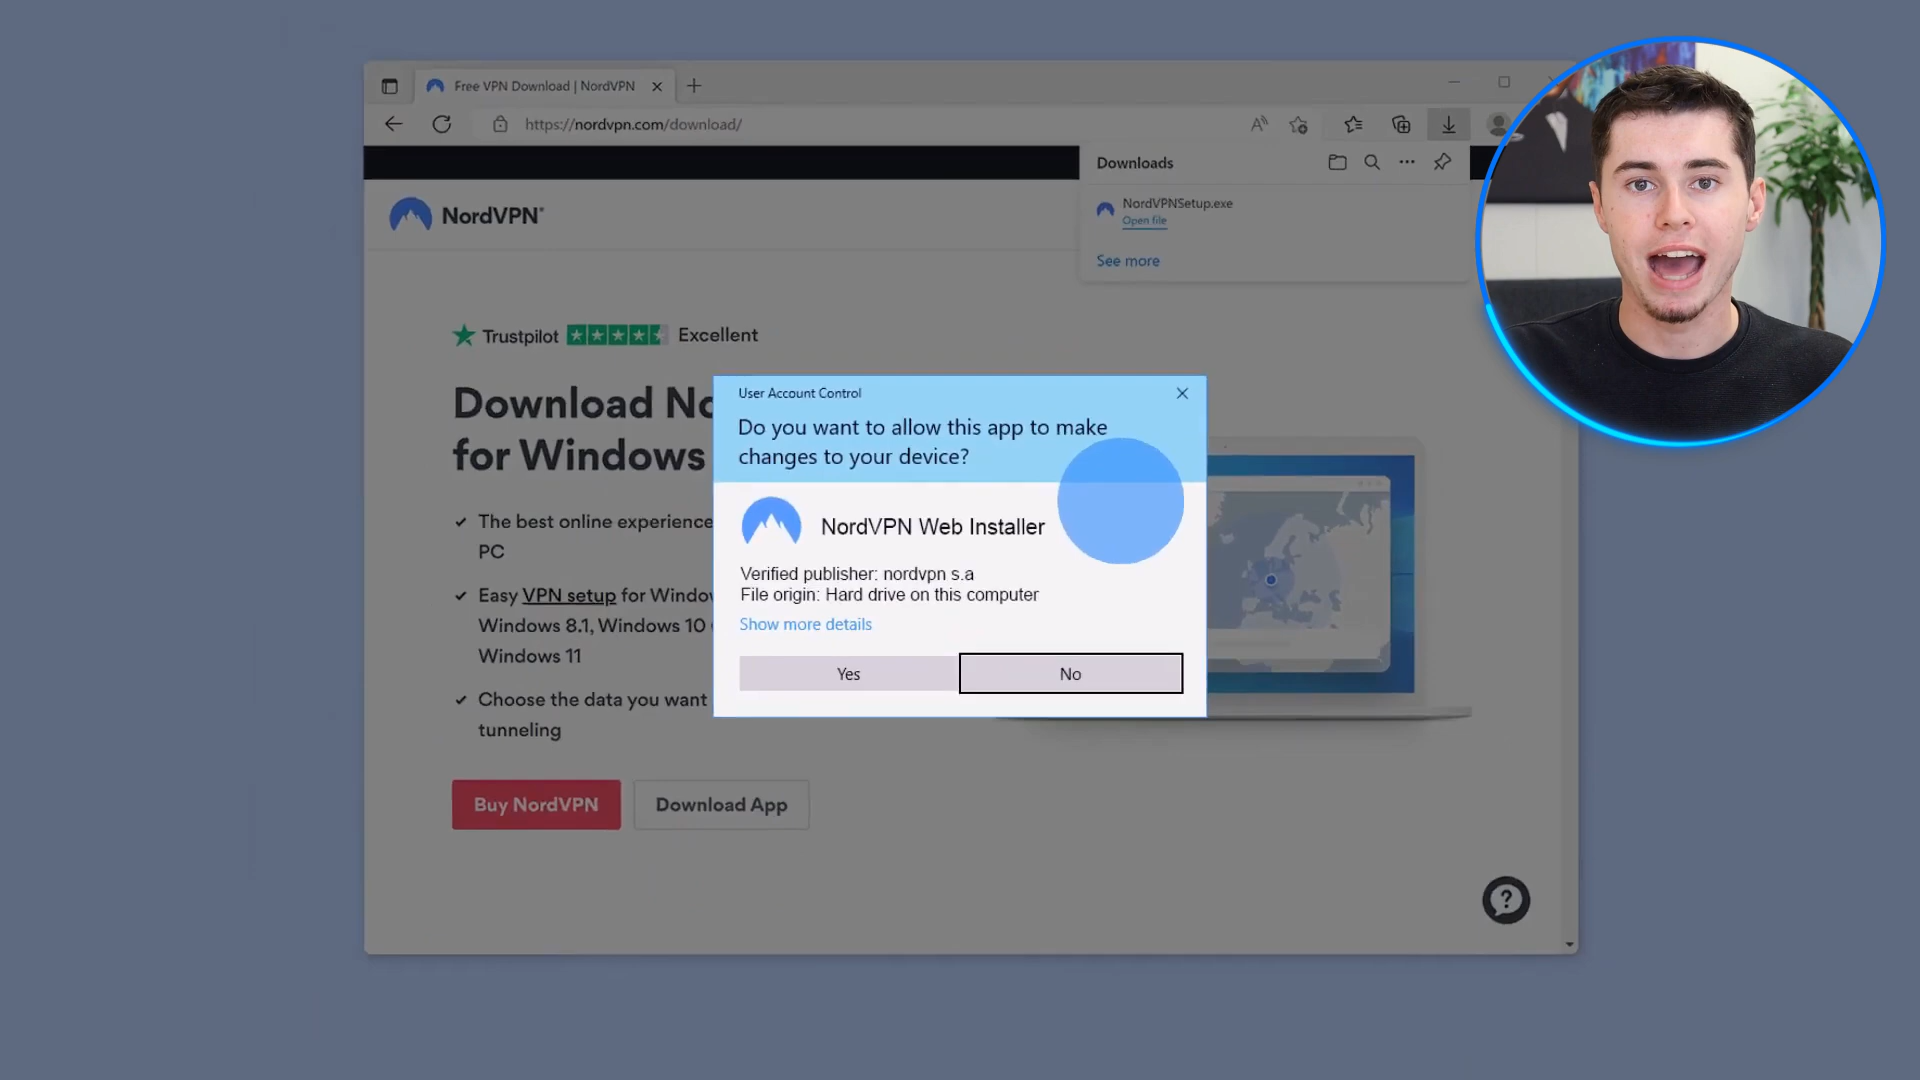 Free VPN Download | NordVPN
https://nordvpn.com/download/
Downloads
NordVPNSetup.exe
Open file
See more
NordVPN®
Trustpilot Excellent
Download No
for Windows
The best online experience
PC
Easy VPN setup for Window
Windows 8.1, Windows 10
Windows 11
Choose the data you want
tunneling
Buy NordVPN
Download App
User Account Control
Do you want to allow this app to make
changes to your device?
NordVPN Web Installer
Verified publisher: nordvpn s.a
File origin: Hard drive on this computer
Show more details
Yes
No